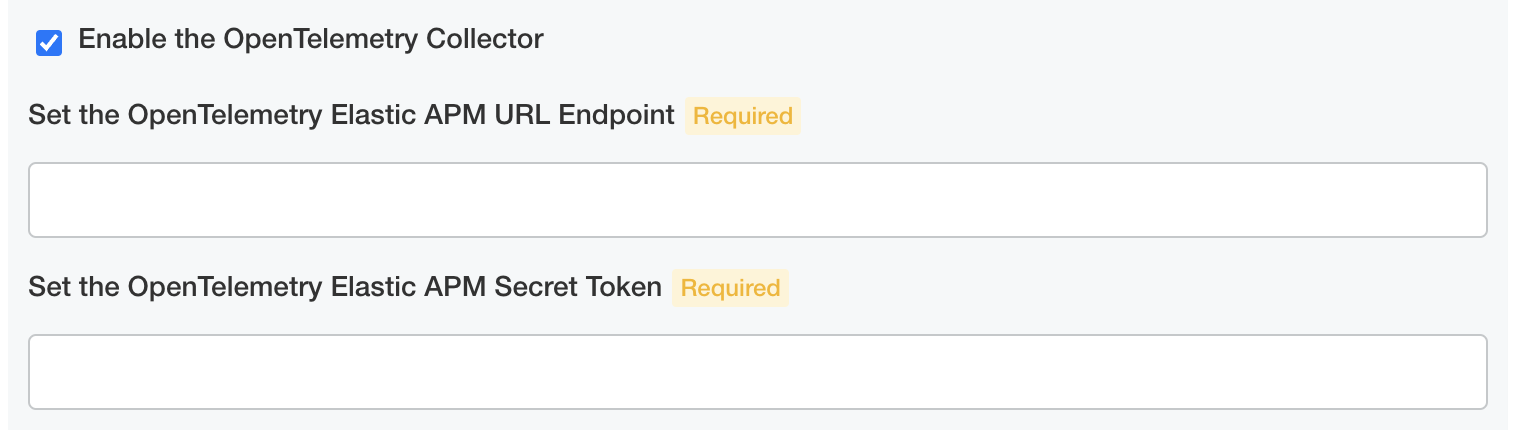 Enable the OpenTelemetry Collector
Set the OpenTelemetry Elastic APM URL Endpoint Required
Set the OpenTelemetry Elastic APM Secret Token Required